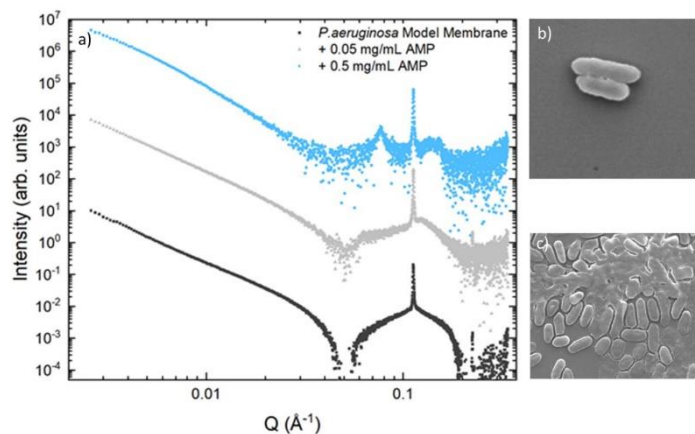 a)
P.aeruginosa Model Membrane
+ 0.05 mg/mL AMP
+ 0.5 mg/mL AMP
10⁷
10⁶
10⁵
10⁴
10³
10²
10¹
10⁰
10⁻¹
10⁻²
10⁻³
10⁻⁴
Intensity (arb. units)
0.01
0.1
Q (Å⁻¹)
b)
c)